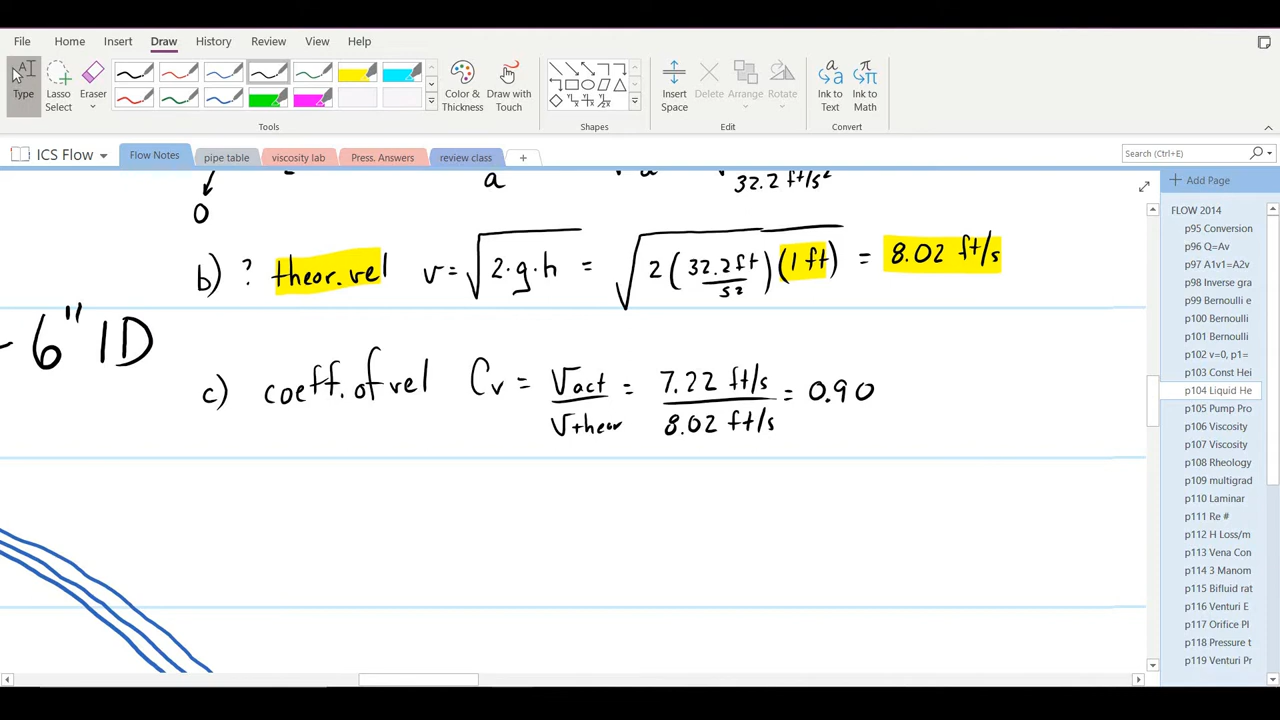 File Home Insert Draw History Review View Help
Type Lasso Select Eraser Color & Thickness Draw with Touch Insert Space Delete Arrange Rotate Ink to Text Ink to Math
Tools Shapes Edit Convert
ICS Flow Flow Notes pipe table viscosity lab Press. Answers review class + Search (Ctrl+E)
a 32.2 ft/s²
0
b) ? theor. vel v = √2·g·h = √2(32.2 ft/s²)(1 ft) = 8.02 ft/s
6" ID
c) coeff. of vel Cv = Vact/Vtheor = 7.22 ft/s / 8.02 ft/s = 0.90
Add Page
FLOW 2014
p95 Conversion
p96 Q=Av
p97 A1v1=A2v
p98 Inverse gra
p99 Bernoulli e
p100 Bernoulli
p101 Bernoulli
p102 v=0, p1=
p103 Const Hei
p104 Liquid He
p105 Pump Pro
p106 Viscosity
p107 Viscosity
p108 Rheology
p109 multigrad
p110 Laminar
p111 Re #
p112 H Loss/m
p113 Vena Con
p114 3 Manom
p115 Bifluid rat
p116 Venturi E
p117 Orifice Pl
p118 Pressure t
p119 Venturi Pr